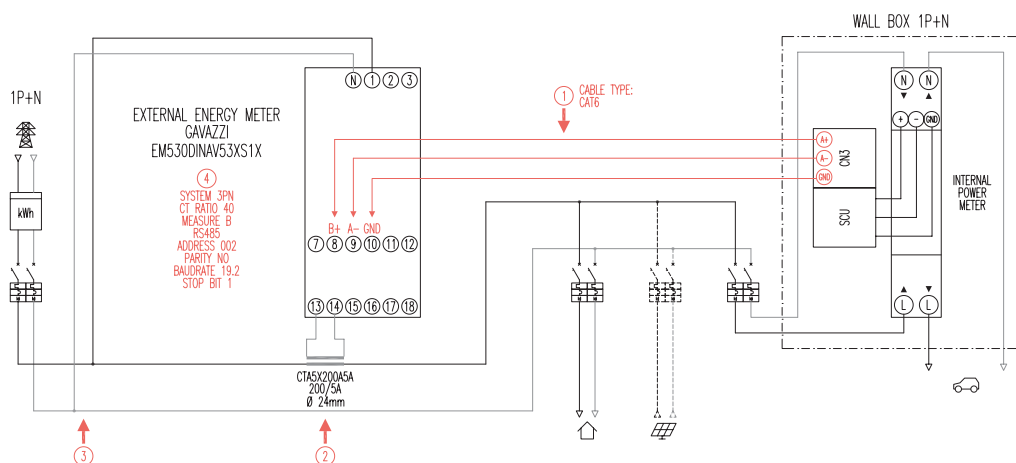 WALL BOX 1P+N
1P+N
kWh
EXTERNAL ENERGY METER
GAVAZZI
EM530DINAV53XS1X
4
SYSTEM 3PN
CT RATIO 40
MEASURE B
RS485
ADDRESS 002
PARITY NO
BAUDRATE 19.2
STOP BIT 1
N 1 2 3
B+ A- GND
7 8 9 10 11 12
13 14 15 16 17 18
CTA5X200A5A
200/5A
Ø 24mm
3
2
1
CABLE TYPE:
CAT6
A+
A-
GND
CN3
SCU
N N
+ - GND
INTERNAL
POWER
METER
L L